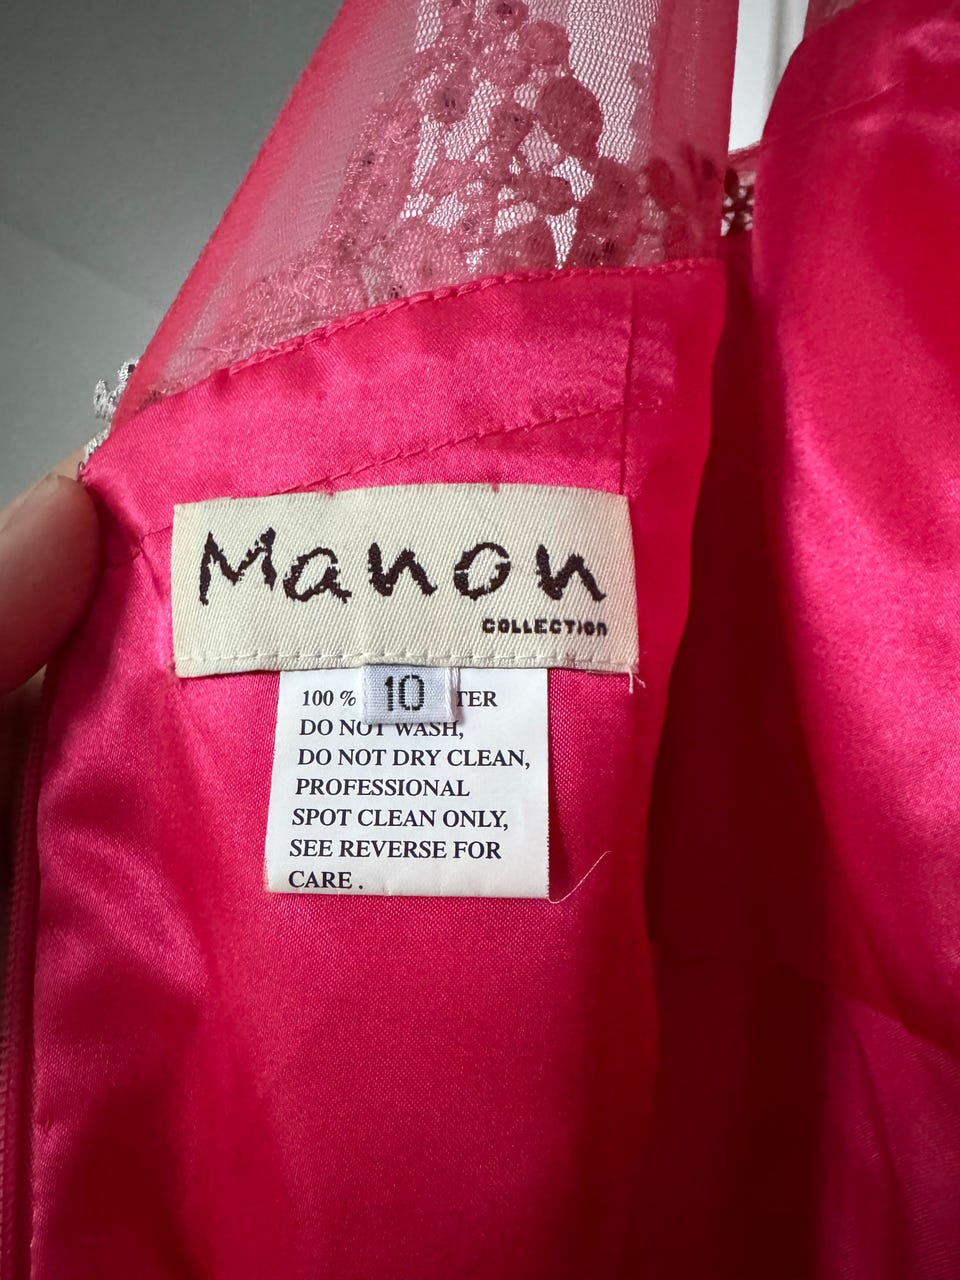 Manon
COLLECTION
10
100 %
DO NOT WASH,
DO NOT DRY CLEAN,
PROFESSIONAL
SPOT CLEAN ONLY,
SEE REVERSE FOR
CARE .